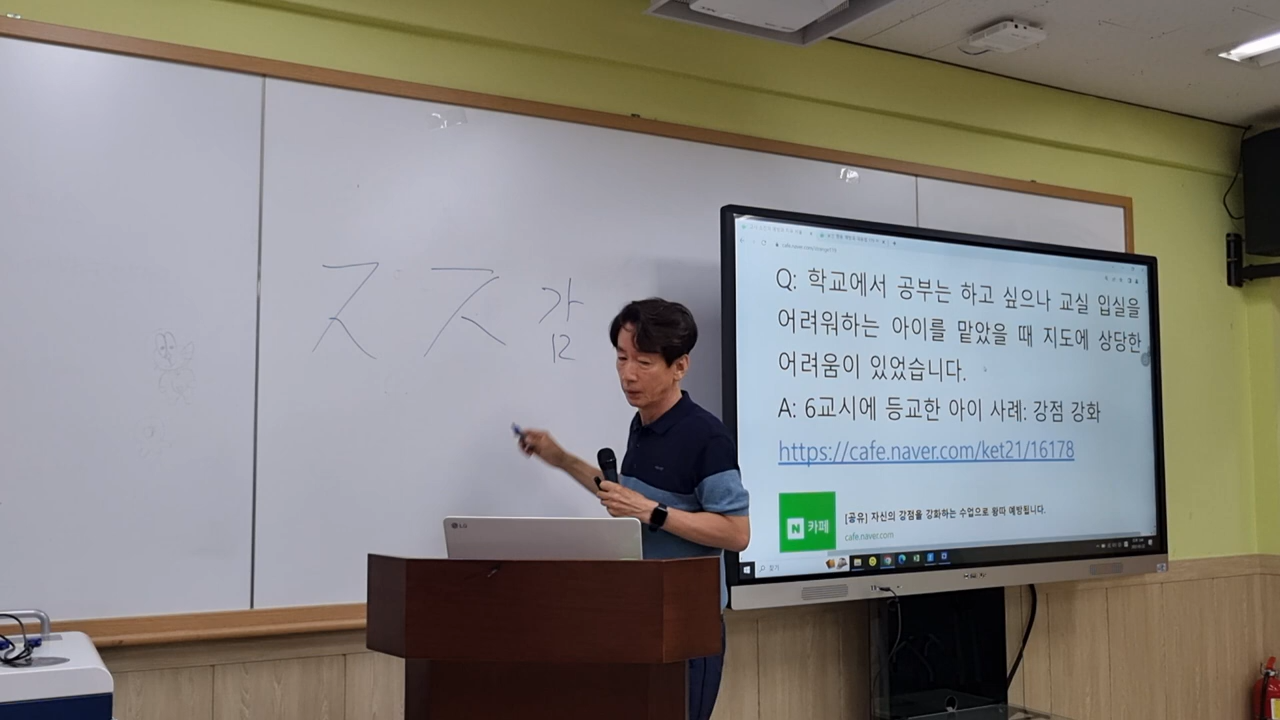 ㅈ ㅈ 감
12
Q: 학교에서 공부는 하고 싶으나 교실 입실을
어려워하는 아이를 맡았을 때 지도에 상당한
어려움이 있었습니다.
A: 6교시에 등교한 아이 사례: 강점 강화
https://cafe.naver.com/ket21/16178
N 카페
[공유] 자신의 강점을 강화하는 수업으로 왕따 예방됩니다.
cafe.naver.com
찾기
LG